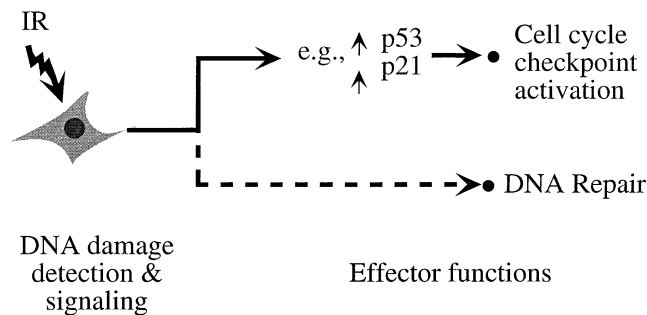 IR
e.g., ↑ p53
↑ p21
Cell cycle
checkpoint
activation
DNA Repair
DNA damage
detection &
signaling
Effector functions